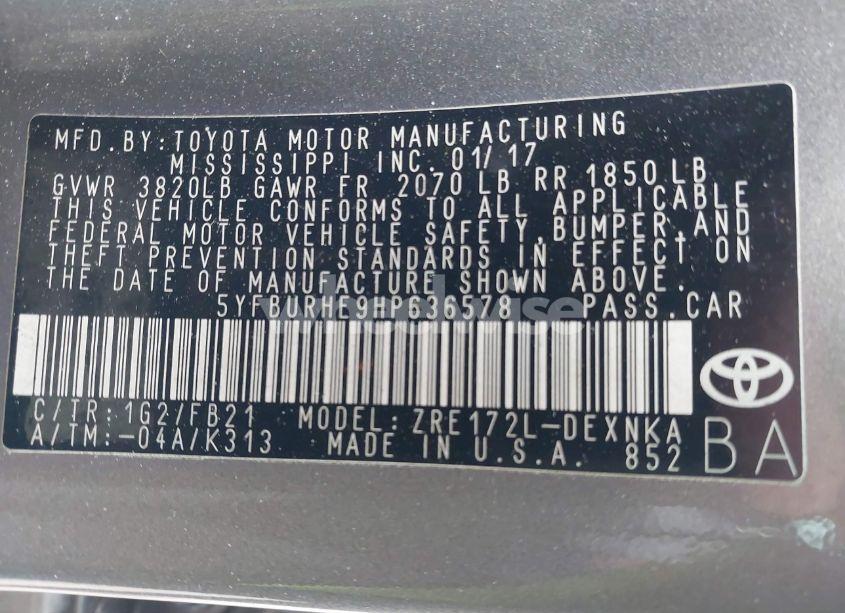 MFD. BY: TOYOTA MOTOR MANUFACTURING
MISSISSIPPI INC. 01/17
GVWR 3820LB GAWR FR 2070 LB RR 1850 LB
THIS VEHICLE CONFORMS TO ALL APPLICABLE
FEDERAL MOTOR VEHICLE SAFETY, BUMPER, AND
THEFT PREVENTION STANDARDS IN EFFECT ON
THE DATE OF MANUFACTURE SHOWN ABOVE.
5YFBURHE9HP636578 PASS. CAR
C/TR: 1G2/FB21 MODEL: ZRE172L-DEXNKA
A/TM: -04A/K313 MADE IN U.S.A. 852
BA